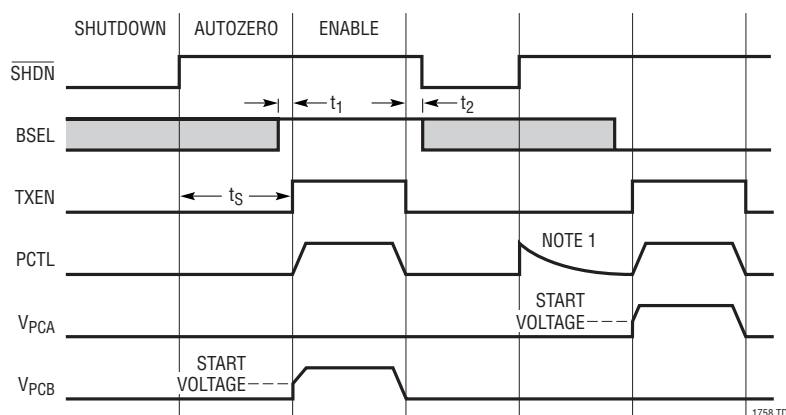 SHUTDOWN AUTOZERO ENABLE
SHDN
t1 t2
BSEL
TXEN
tS
NOTE 1
PCTL
START
VOLTAGE
VPCA
START
VOLTAGE
VPCB
1758 TD